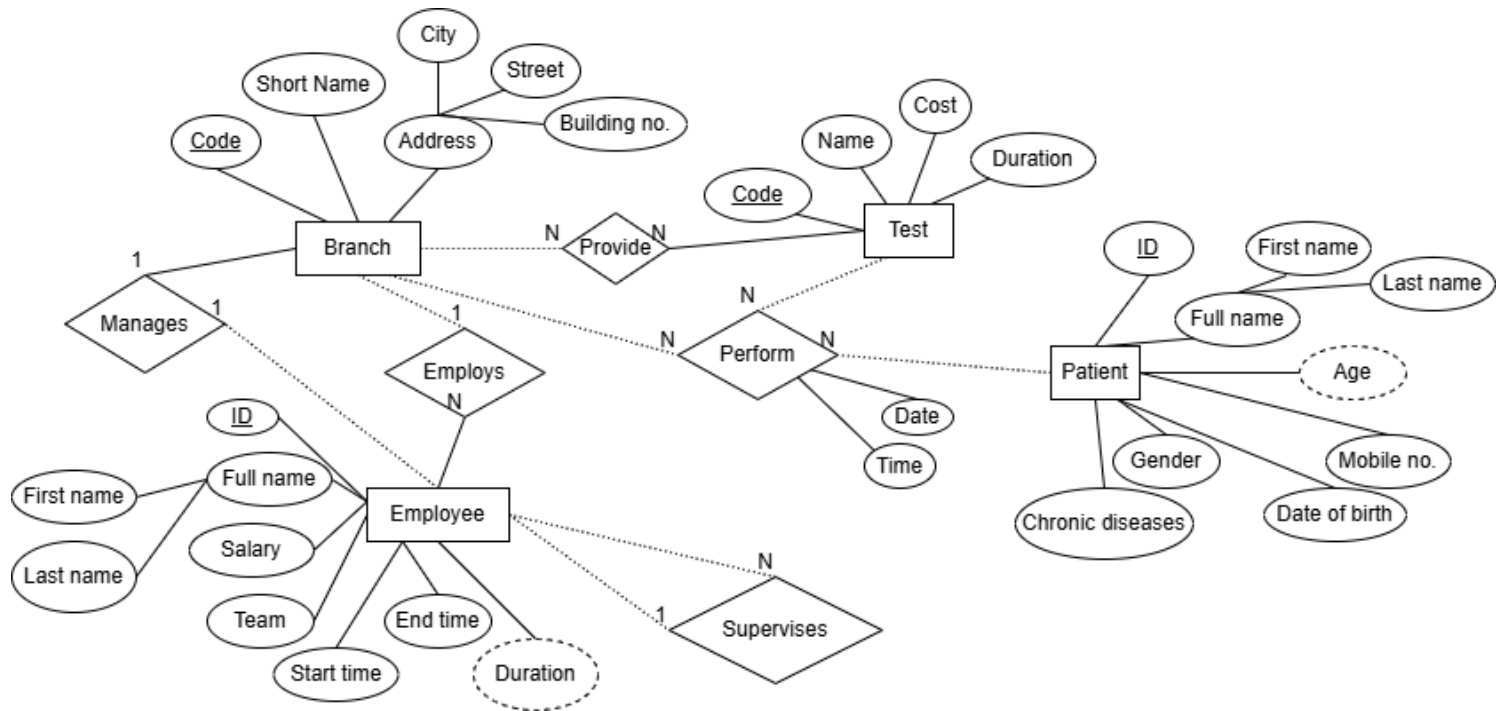 City
Short Name
Street
Code
Address
Building no.
Name
Cost
Duration
Code
Test
Branch
N
Provide
N
ID
First name
Last name
Full name
1
Manages
1
1
Employs
N
N
N
Perform
N
Patient
Age
Date
Time
Gender
Mobile no.
Chronic diseases
Date of birth
ID
First name
Full name
Last name
Salary
Employee
Team
Start time
End time
Duration
N
1
Supervises